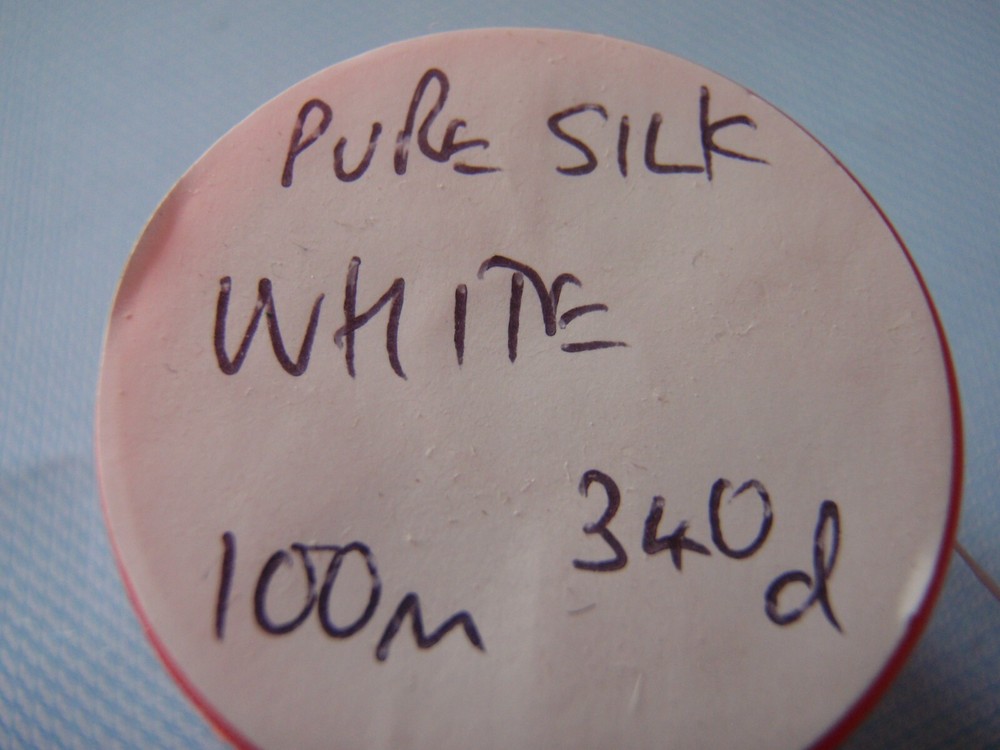 PURE SILK
WHITE
100m 340d